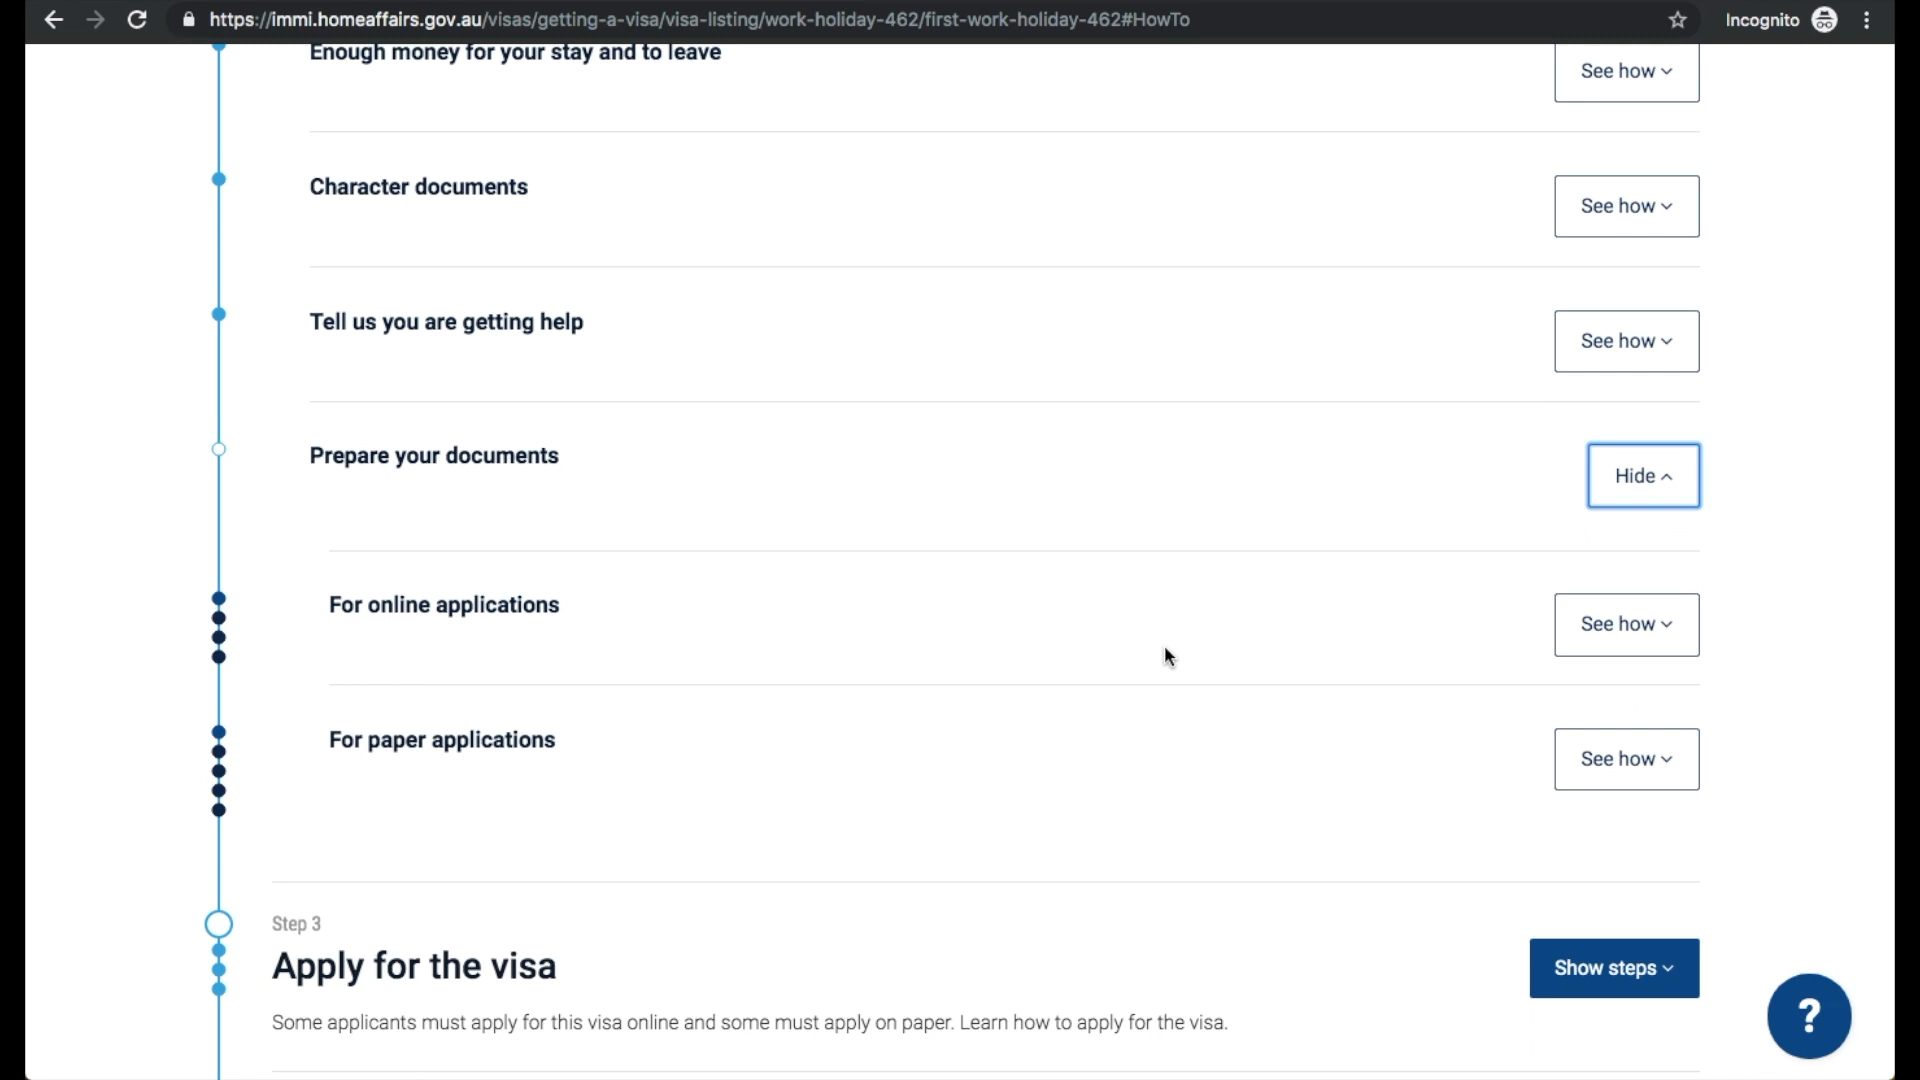 https://immi.homeaffairs.gov.au/visas/getting-a-visa/visa-listing/work-holiday-462/first-work-holiday-462#HowTo
Incognito
Enough money for your stay and to leave
See how
Character documents
See how
Tell us you are getting help
See how
Prepare your documents
Hide
For online applications
See how
For paper applications
See how
Step 3
Apply for the visa
Show steps
Some applicants must apply for this visa online and some must apply on paper. Learn how to apply for the visa.
?